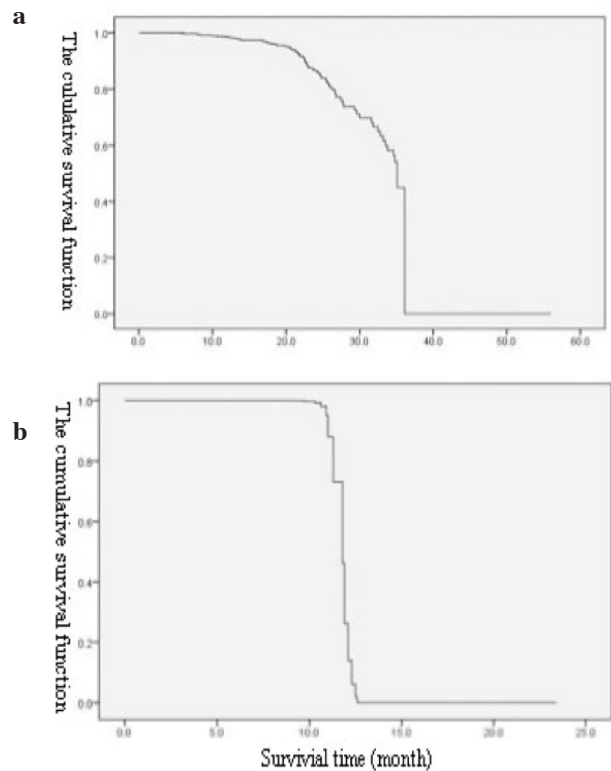 a
The cululative survival function
1.0
0.8
0.6
0.4
0.2
0.0
0.0 10.0 20.0 30.0 40.0 50.0 60.0
b
The cumulative survival function
1.0
0.8
0.6
0.4
0.2
0.0
0.0 5.0 10.0 15.0 20.0 25.0
Survivial time (month)